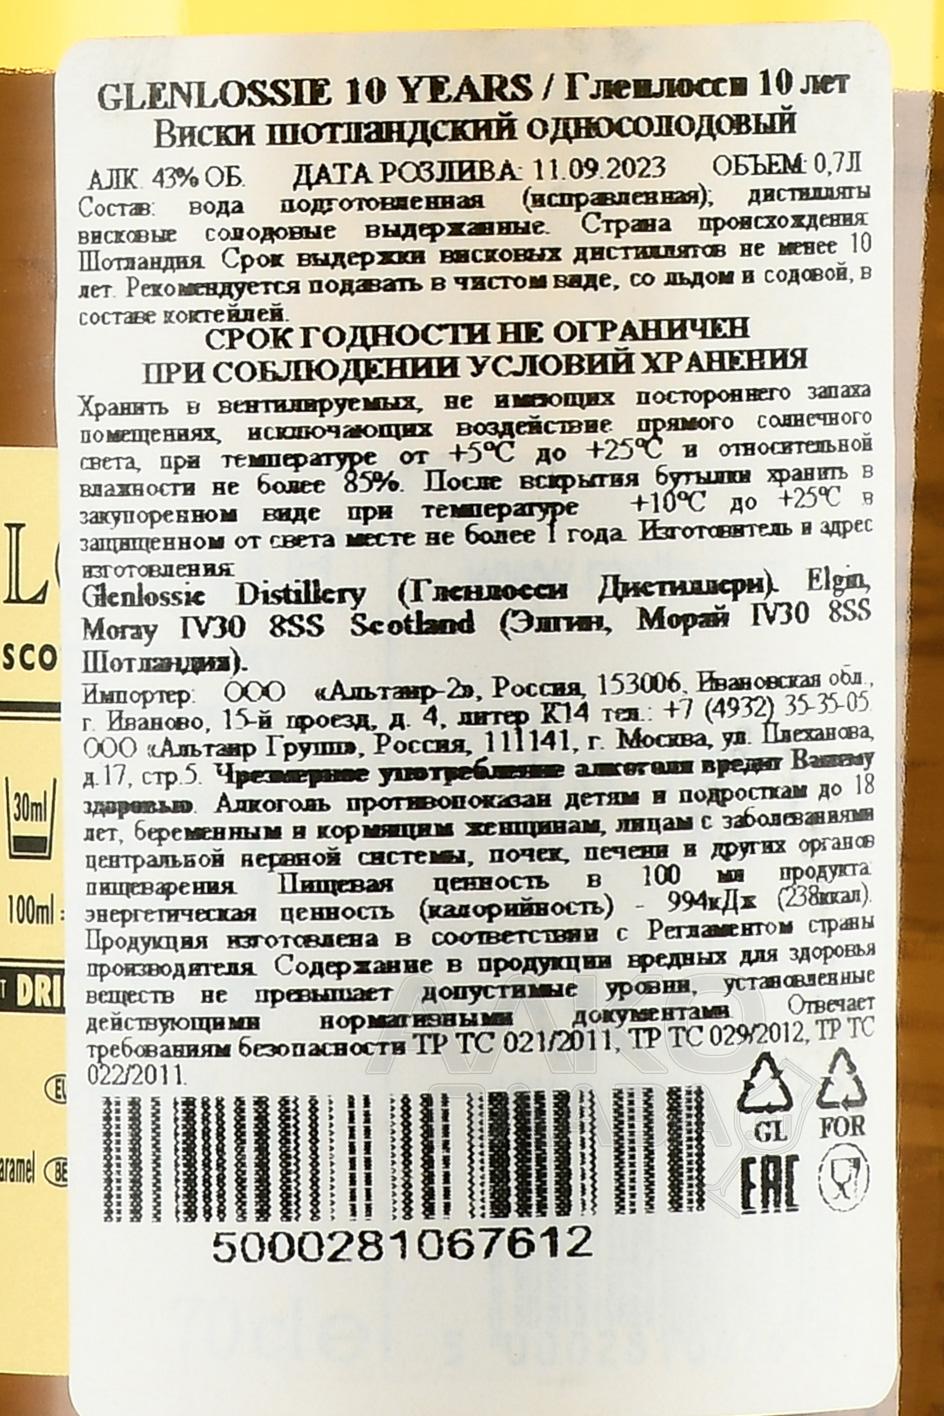 GLENLOSSIE 10 YEARS / Гленлосси 10 лет
Виски шотландский односолодовый
АЛК. 43% ОБ. ДАТА РОЗЛИВА: 11.09.2023 ОБЪЕМ: 0,7Л
Состав: вода подготовленная (исправленная); дистилляты
висковые солодовые выдержанные. Страна происхождения:
Шотландия. Срок выдержки висковых дистиллятов не менее 10
лет. Рекомендуется подавать в чистом виде, со льдом и содовой, в
составе коктейлей.
СРОК ГОДНОСТИ НЕ ОГРАНИЧЕН
ПРИ СОБЛЮДЕНИИ УСЛОВИЙ ХРАНЕНИЯ
Хранить в вентилируемых, не имеющих постороннего запаха
помещениях, исключающих воздействие прямого солнечного
света, при температуре от +5°С до +25°С и относительной
влажности не более 85%. После вскрытия бутылки хранить в
закупоренном виде при температуре +10°С до +25°С в
защищенном от света месте не более 1 года. Изготовитель и адрес
изготовления:
Glenlossie Distillery (Гленлосси Дистиллери). Elgin,
Moray IV30 8SS Scotland (Элгин, Морай IV30 8SS
Шотландия).
Импортер: ООО «Альтаир-2», Россия, 153006, Ивановская обл.,
г. Иваново, 15-й проезд, д. 4, литер К14 тел.: +7 (4932) 35-35-05
ООО «Альтаир Групп», Россия, 111141, г. Москва, ул. Плеханова,
д.17, стр.5. Чрезмерное употребление алкоголя вредит Вашему
здоровью. Алкоголь противопоказан детям и подросткам до 18
лет, беременным и кормящим женщинам, лицам с заболеваниями
центральной нервной системы, почек, печени и других органов
пищеварения. Пищевая ценность в 100 мл продукта:
энергетическая ценность (калорийность) - 994кДж (238ккал).
Продукция изготовлена в соответствии с Регламентом страны
производителя. Содержание в продукции вредных для здоровья
веществ не превышает допустимые уровни, установленные
действующими нормативными документами. Отвечает
требованиям безопасности ТР ТС 021/2011, ТР ТС 029/2012, ТР ТС
022/2011.
GL FOR
EAC
5000281067612
SCO
30ml
100ml
DRI
aramel